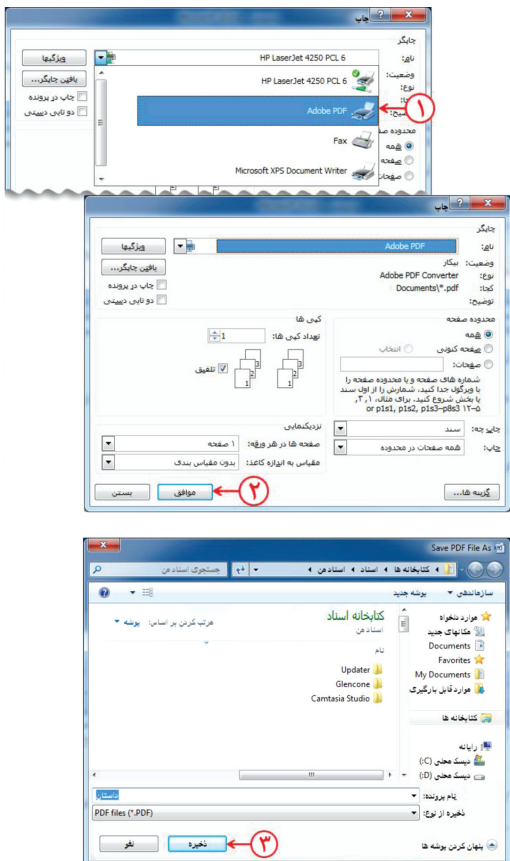 چاپ
چاپگر
نام: HP LaserJet 4250 PCL 6 ویژگیها
وضعیت: HP LaserJet 4250 PCL 6
نوع: یافتن چاپگر...
Adobe PDF ۱
چاپ در پرونده
دو تایی دستی
محدوده
Fax
همه
صفحه
صفحات
Microsoft XPS Document Writer
چاپ
چاپگر
نام: Adobe PDF ویژگیها
وضعیت: بیکار
یافتن چاپگر...
نوع: Adobe PDF Converter
کجا: Documents\*.pdf
چاپ در پرونده
توضیح:
دو تایی دستی
محدوده صفحه
کپی ها
همه
تعداد کپی ها: 1
صفحه کنونی انتخاب
صفحات:
تلفیق
1 2 3 1 2 3
شماره های صفحه و یا محدوده صفحه را
با ویرگول جدا کنید، شمارش را از اول سند
یا بخش شروع کنید. برای مثال، ۱, ۳,
۵–۱۲ or p1s1, p1s2, p1s3–p8s3
چاپ چه: سند
چاپ: همه صفحات در محدوده
نزدیکنمایی
صفحه ها در هر ورقه: ۱ صفحه
مقیاس به اندازه کاغذ: بدون مقیاس بندی
گزینه ها...
۲ موافق بستن
Save PDF File As
کتابخانه ها اسناد اسناد من جستجوی اسناد من
سازماندهی پوشه جدید
موارد دلخواه
مکانهای جدید
Documents
Favorites
My Documents
موارد قابل بارگیری
کتابخانه ها
رایانه
دیسک محلی (C:)
دیسک محلی (D:)
کتابخانه اسناد
اسناد من
مرتب کردن بر اساس: پوشه
نام
Updater
Glencone
Camtasia Studio
نام پرونده: داستان
ذخیره از نوع: PDF files (*.PDF)
پنهان کردن پوشه ها
۳ ذخیره لغو